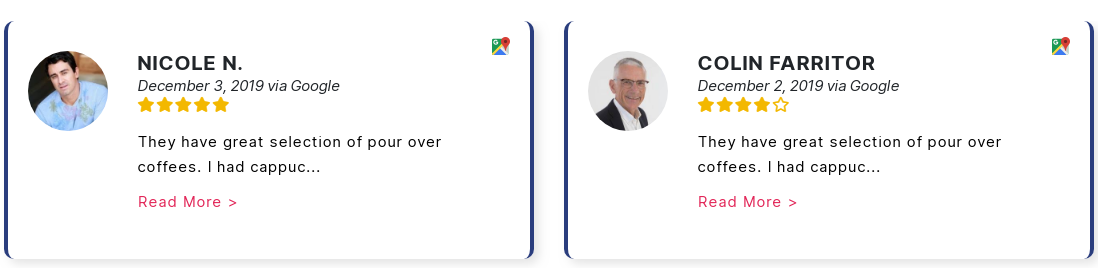 NICOLE N.
December 3, 2019 via Google
They have great selection of pour over
coffees. I had cappuc...
Read More >
COLIN FARRITOR
December 2, 2019 via Google
They have great selection of pour over
coffees. I had cappuc...
Read More >